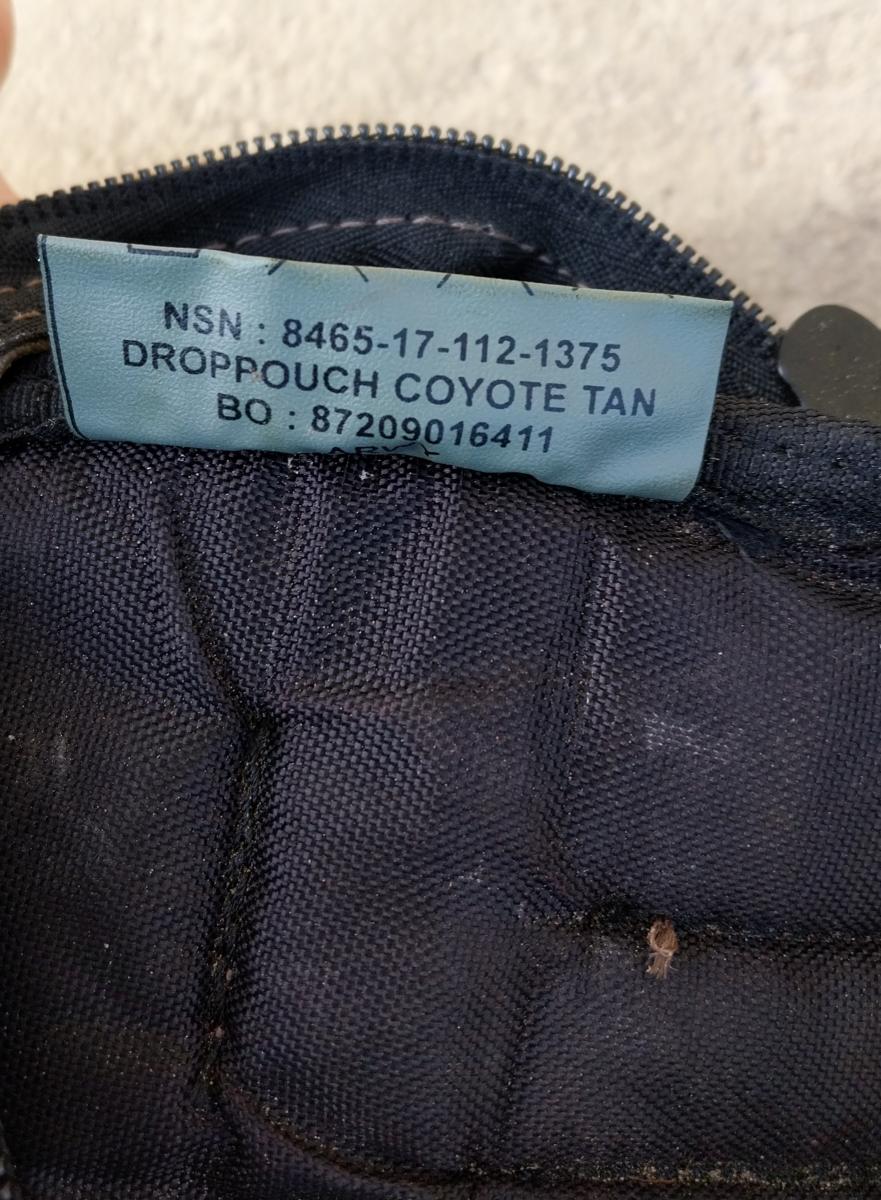 NSN : 8465-17-112-1375
DROPPOUCH COYOTE TAN
BO : 87209016411